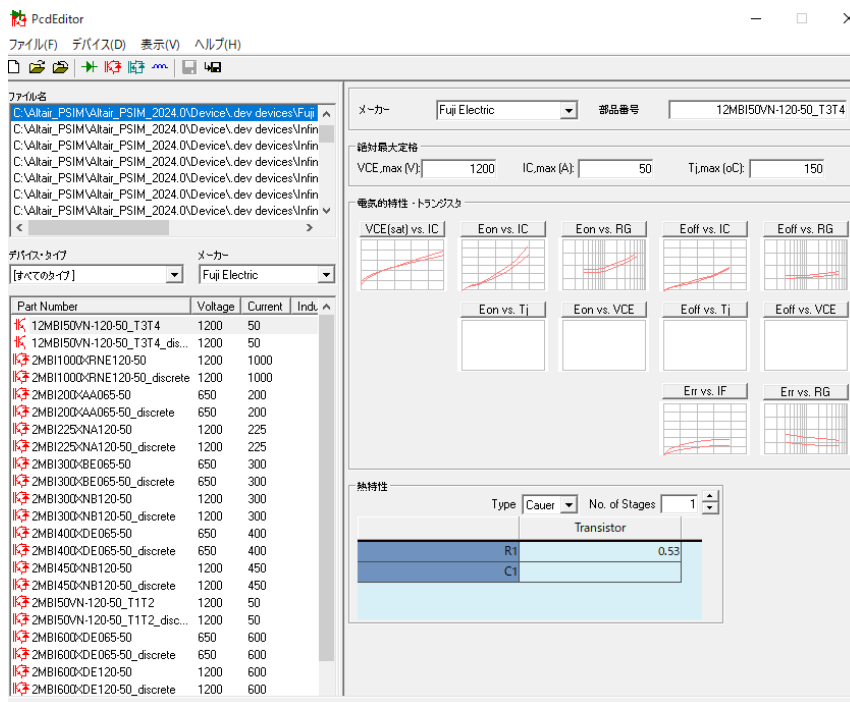 PcdEditor
ファイル(F) デバイス(D) 表示(V) ヘルプ(H)
ファイル名
C:\Altair_PSIM\Altair_PSIM_2024.0\Device\.dev devices\Fuji
C:\Altair_PSIM\Altair_PSIM_2024.0\Device\.dev devices\Infin
C:\Altair_PSIM\Altair_PSIM_2024.0\Device\.dev devices\Infin
C:\Altair_PSIM\Altair_PSIM_2024.0\Device\.dev devices\Infin
C:\Altair_PSIM\Altair_PSIM_2024.0\Device\.dev devices\Infin
C:\Altair_PSIM\Altair_PSIM_2024.0\Device\.dev devices\Infin
C:\Altair_PSIM\Altair_PSIM_2024.0\Device\.dev devices\Infin
デバイス・タイプ メーカー
[すべてのタイプ] Fuji Electric
Part Number Voltage Current Indu
12MBI50VN-120-50_T3T4 1200 50
12MBI50VN-120-50_T3T4_dis... 1200 50
2MBI1000XRNE120-50 1200 1000
2MBI1000XRNE120-50_discrete 1200 1000
2MBI200XAA065-50 650 200
2MBI200XAA065-50_discrete 650 200
2MBI225XNA120-50 1200 225
2MBI225XNA120-50_discrete 1200 225
2MBI300XBE065-50 650 300
2MBI300XBE065-50_discrete 650 300
2MBI300XNB120-50 1200 300
2MBI300XNB120-50_discrete 1200 300
2MBI400XDE065-50 650 400
2MBI400XDE065-50_discrete 650 400
2MBI450XNB120-50 1200 450
2MBI450XNB120-50_discrete 1200 450
2MBI50VN-120-50_T1T2 1200 50
2MBI50VN-120-50_T1T2_disc... 1200 50
2MBI600XDE065-50 650 600
2MBI600XDE065-50_discrete 650 600
2MBI600XDE120-50 1200 600
2MBI600XDE120-50_discrete 1200 600
メーカー Fuji Electric 部品番号 12MBI50VN-120-50_T3T4
絶対最大定格
VCE,max (V): 1200 IC,max (A): 50 Tj,max (oC): 150
電気的特性 - トランジスタ
VCE(sat) vs. IC Eon vs. IC Eon vs. RG Eoff vs. IC Eoff vs. RG
Eon vs. Tj Eon vs. VCE Eoff vs. Tj Eoff vs. VCE
Err vs. IF Err vs. RG
熱特性
Type Cauer No. of Stages 1
Transistor
R1 0.53
C1